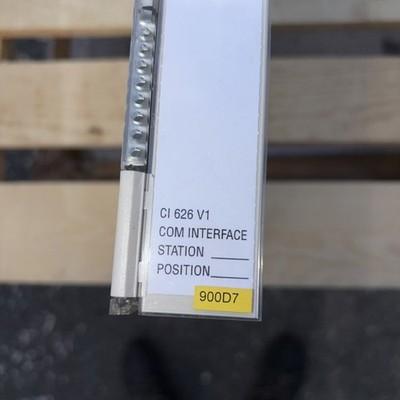 CI 626 V1
COM INTERFACE
STATION ______
POSITION______
900D7